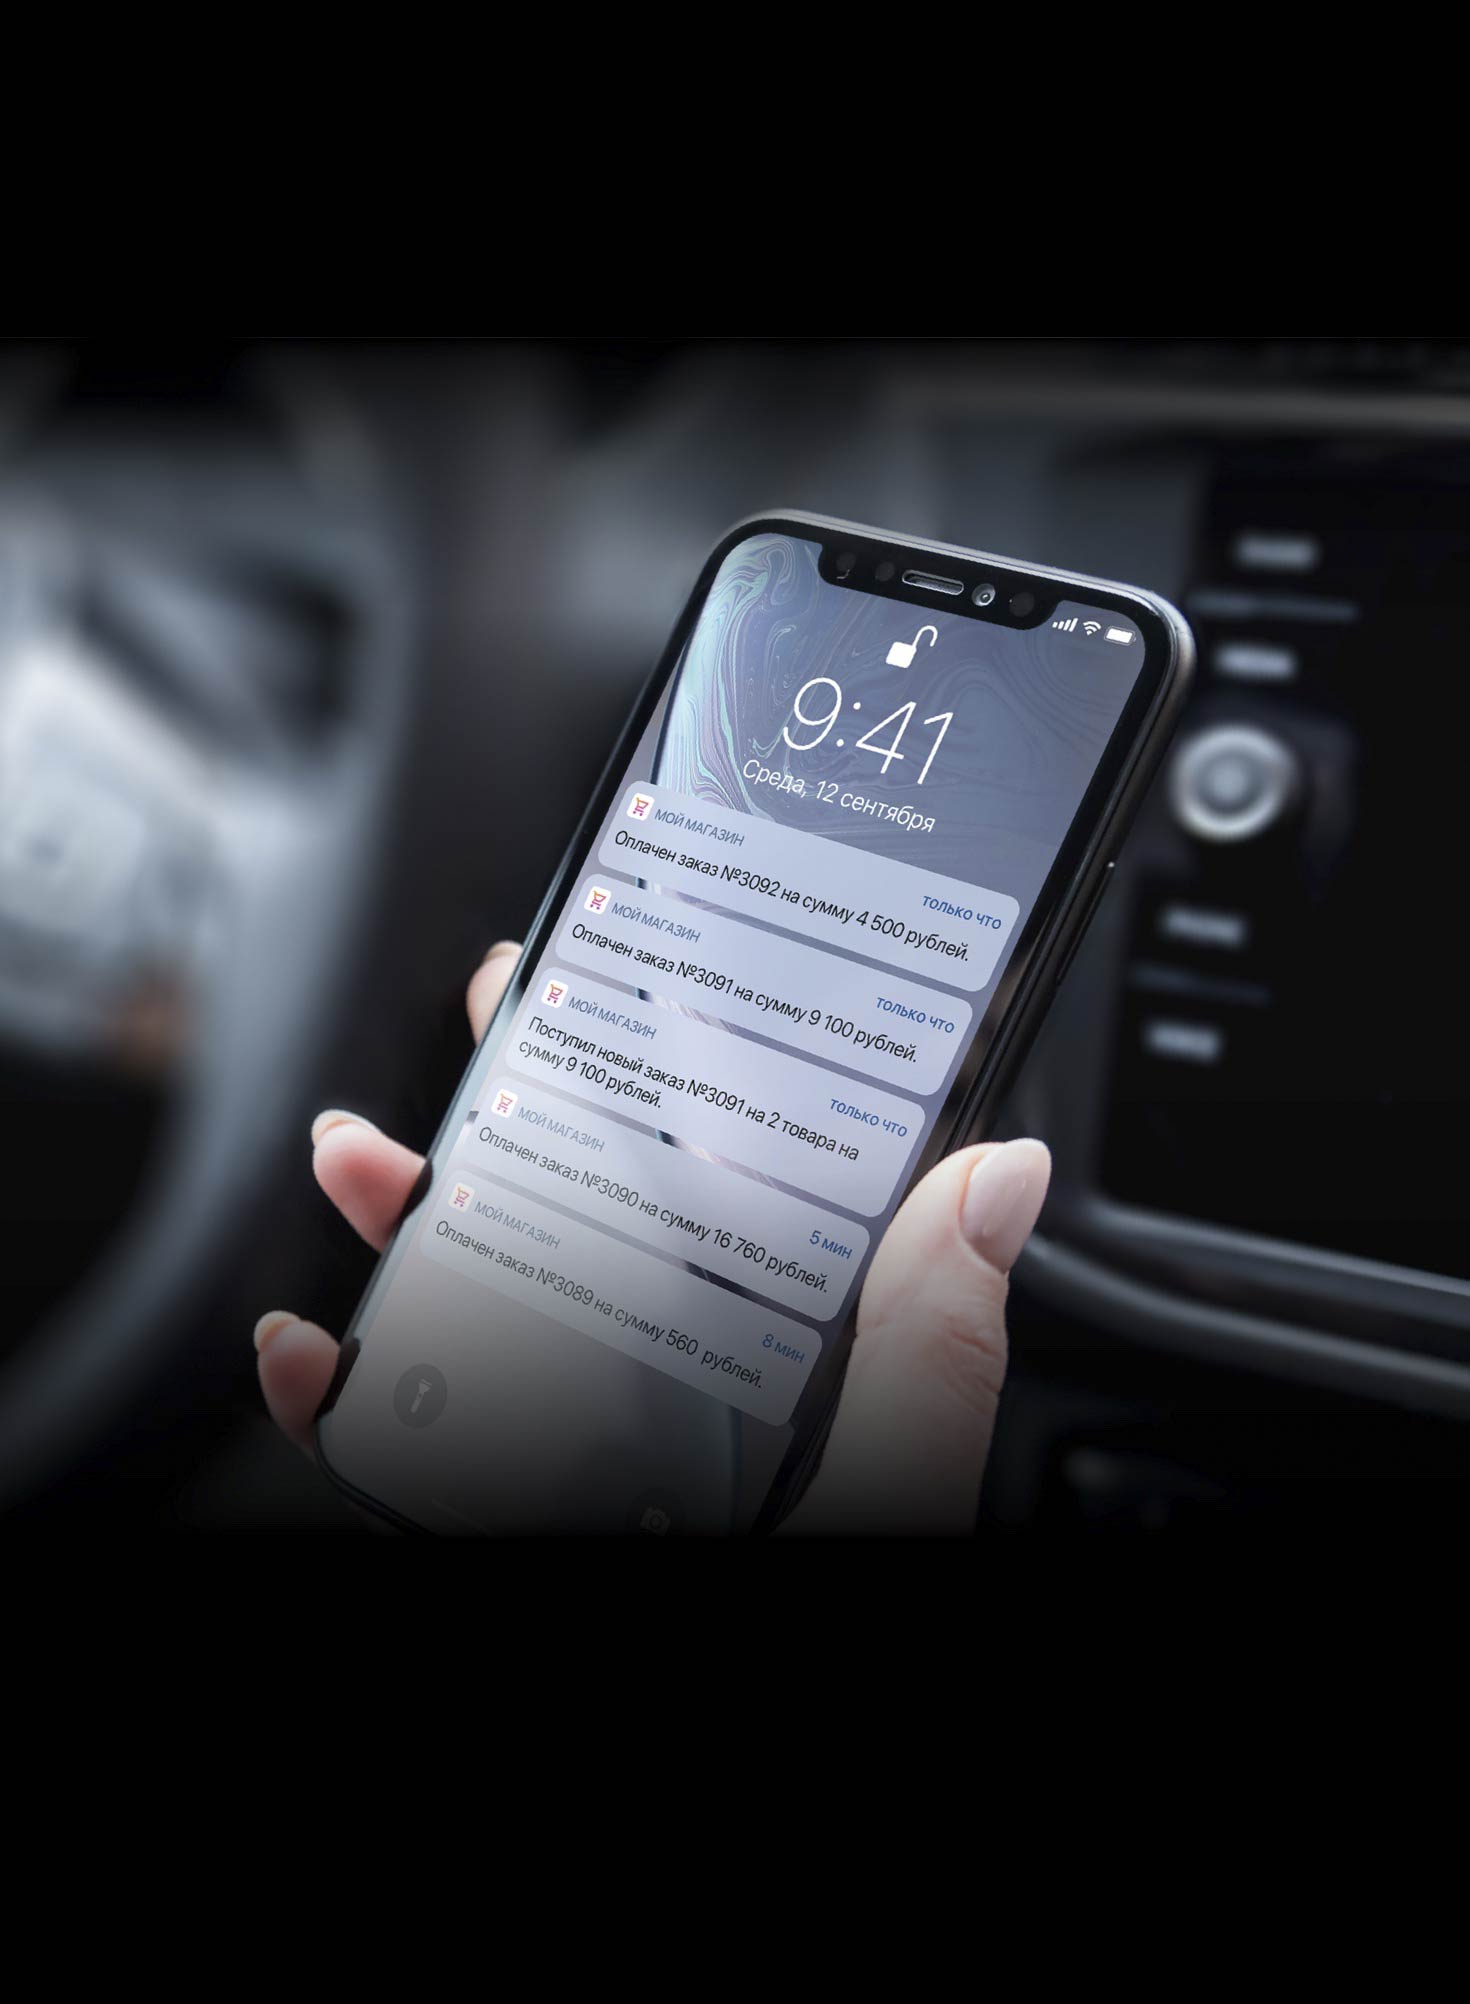 9:41
Среда, 12 сентября
МОЙ МАГАЗИН
только что
Оплачен заказ №3092 на сумму 4 500 рублей.
МОЙ МАГАЗИН
только что
Оплачен заказ №3091 на сумму 9 100 рублей.
МОЙ МАГАЗИН
только что
Поступил новый заказ №3091 на 2 товара на
сумму 9 100 рублей.
МОЙ МАГАЗИН
5 мин
Оплачен заказ №3090 на сумму 16 760 рублей.
МОЙ МАГАЗИН
8 мин
Оплачен заказ №3089 на сумму 560 рублей.